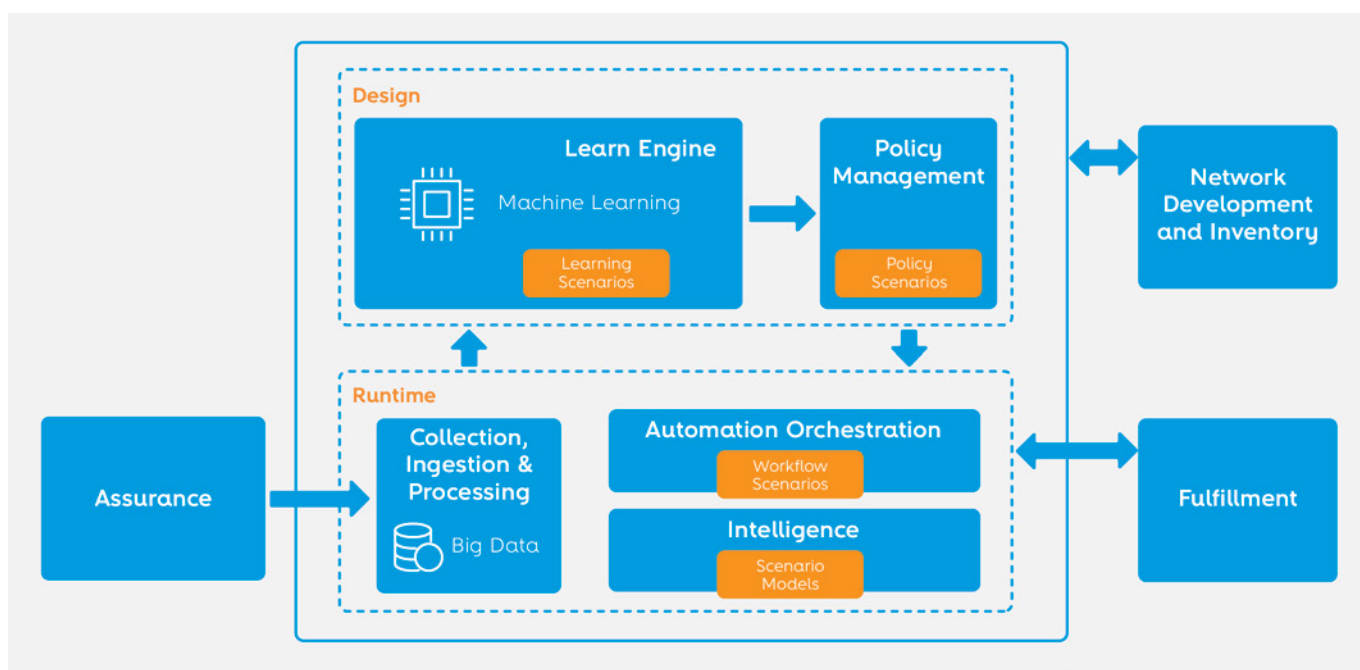 Design
Learn Engine
Machine Learning
Learning
Scenarios
Policy
Management
Policy
Scenarios
Network
Development
and Inventory
Runtime
Collection,
Ingestion &
Processing
Big Data
Automation Orchestration
Workflow
Scenarios
Intelligence
Scenario
Models
Assurance
Fulfillment